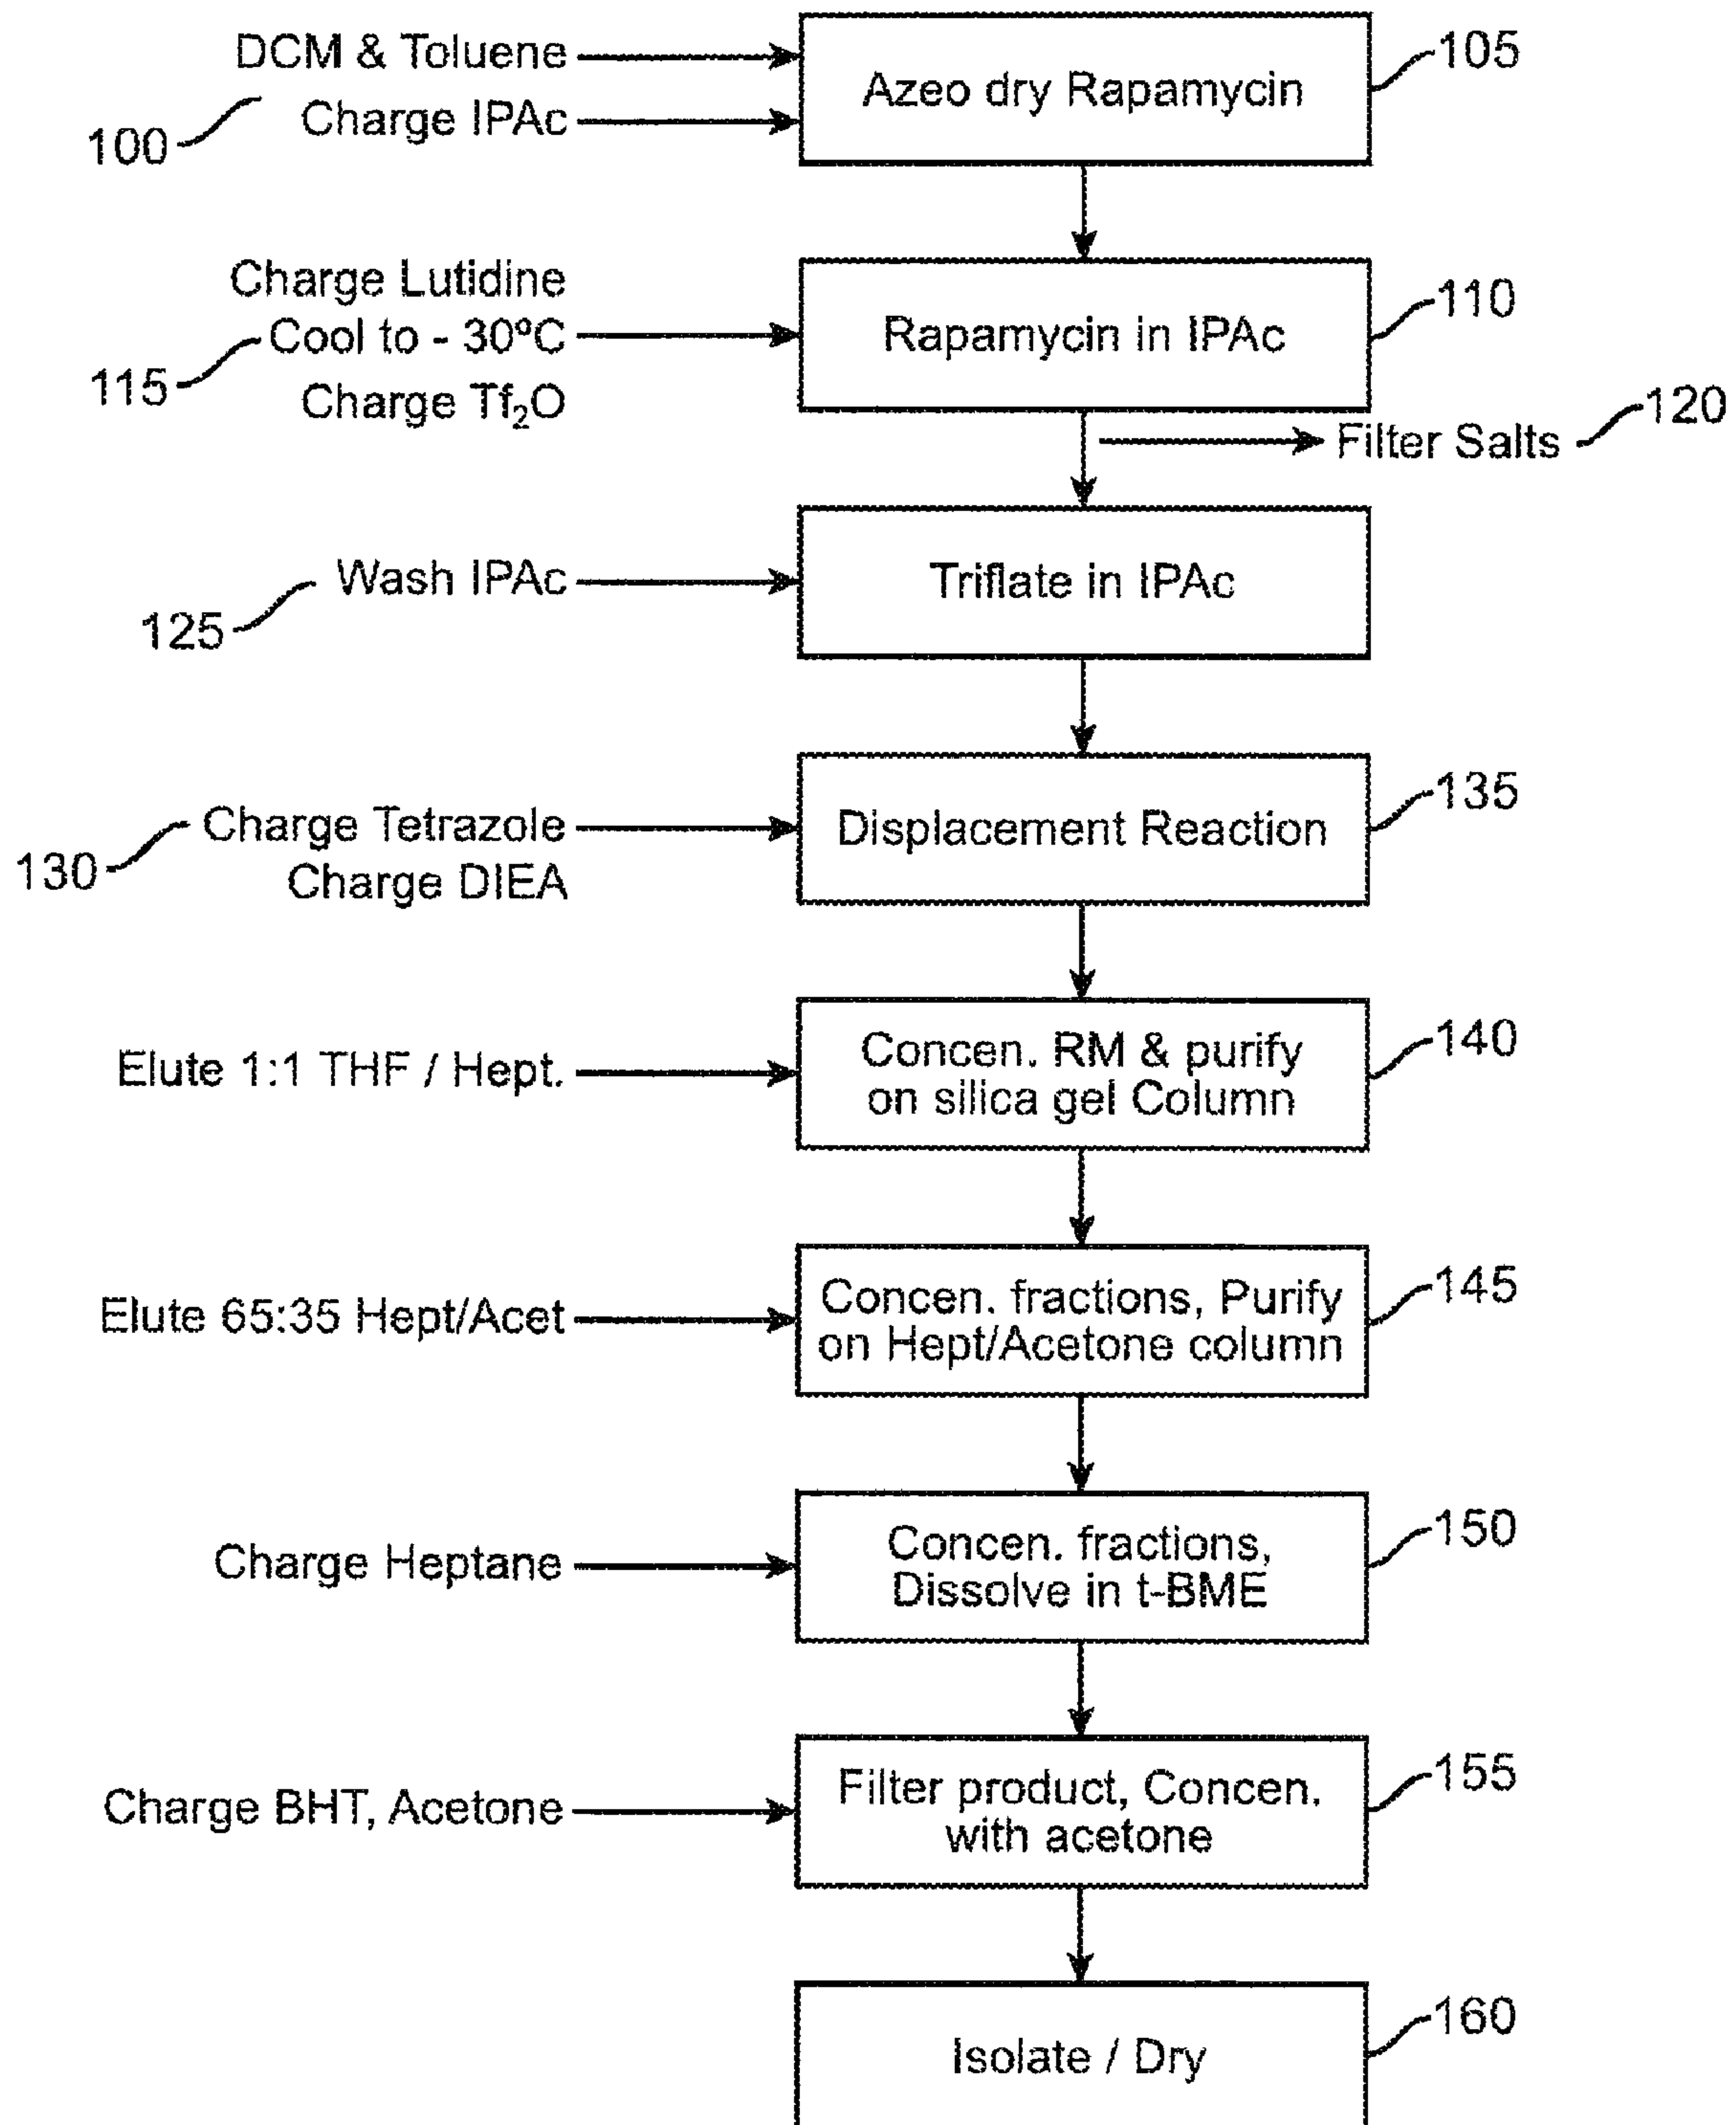 DCM & Toluene
Charge IPAc
100
Azeo dry Rapamycin
105
Charge Lutidine
Cool to - 30ºC
115
Charge Tf₂O
Rapamycin in IPAc
110
Filter Salts
120
Wash IPAc
125
Triflate in IPAc
Charge Tetrazole
130
Charge DIEA
Displacement Reaction
135
Elute 1:1 THF / Hept.
Concen. RM & purify
on silica gel Column
140
Elute 65:35 Hept/Acet
Concen. fractions, Purify
on Hept/Acetone column
145
Charge Heptane
Concen. fractions,
Dissolve in t-BME
150
Charge BHT, Acetone
Filter product, Concen.
with acetone
155
Isolate / Dry
160